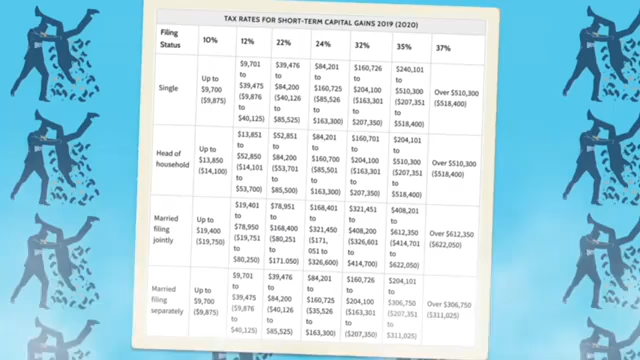 TAX RATES FOR SHORT-TERM CAPITAL GAINS 2019 (2020)
Filing Status 10% 12% 22% 24% 32% 35% 37%
Single
Up to $9,700 ($9,875)
$9,701 to $39,475 ($9,876 to $40,125)
$39,476 to $84,200 ($40,126 to $85,525)
$84,201 to $160,725 ($85,526 to $163,300)
$160,726 to $204,100 ($163,301 to $207,350)
$240,101 to $510,300 ($207,351 to $518,400)
Over $510,300 ($518,400)
Head of household
Up to $13,850 ($14,100)
$13,851 to $52,850 ($14,101 to $53,700)
$52,851 to $84,200 ($53,701 to $85,500)
$84,201 to $160,700 ($85,501 to $163,300)
$160,701 to $204,100 ($163,301 to $207,350)
$204,101 to $510,300 ($207,351 to $518,400)
Over $510,300 ($518,400)
Married filing jointly
Up to $19,400 ($19,750)
$19,401 to $78,950 ($19,751 to $80,250)
$78,951 to $168,400 ($80,251 to $171.050)
$168,401 to $321,450 ($171, 051 to $326,600)
$321,451 to $408,200 ($326,601 to $414,700)
$408,201 to $612,350 ($414,701 to $622,050)
Over $612,350 ($622,050)
Married filing separately
Up to $9,700 ($9,875)
$9,701 to $39,475 ($9,876 to $40,125)
$39,476 to $84,200 ($40,126 to $85,525)
$84,201 to $160,725 ($35,526 to $163,300)
$160,726 to $204,100 ($163,301 to ($207,350)
$204,101 to $306,750 ($207,351 to $311,025)
Over $306,750 ($311,025)